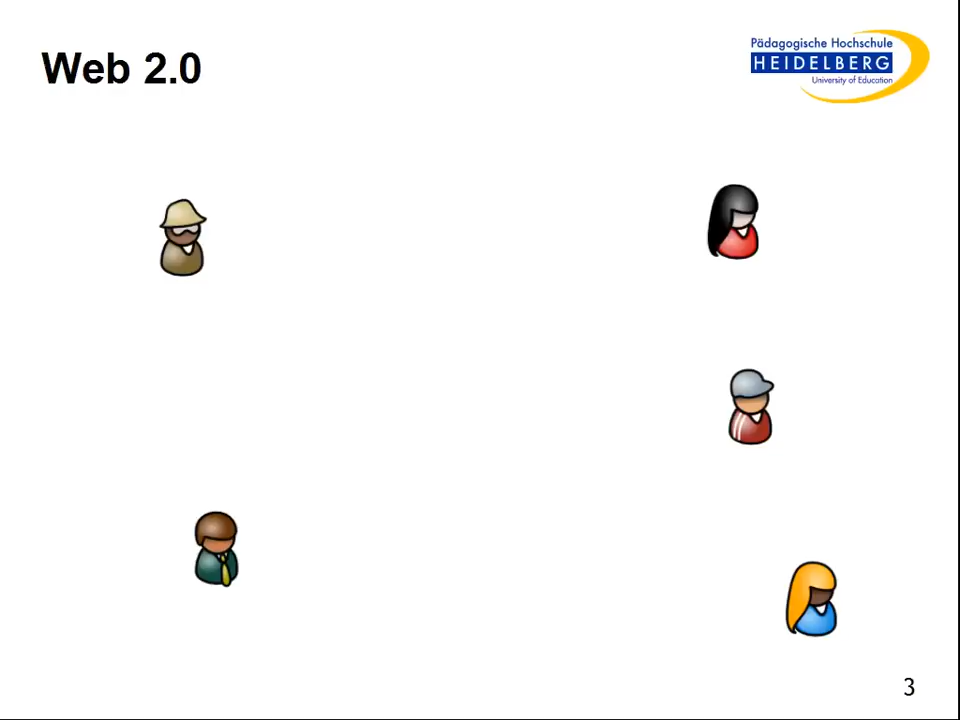 Web 2.0
Pädagogische Hochschule
HEIDELBERG
University of Education
3